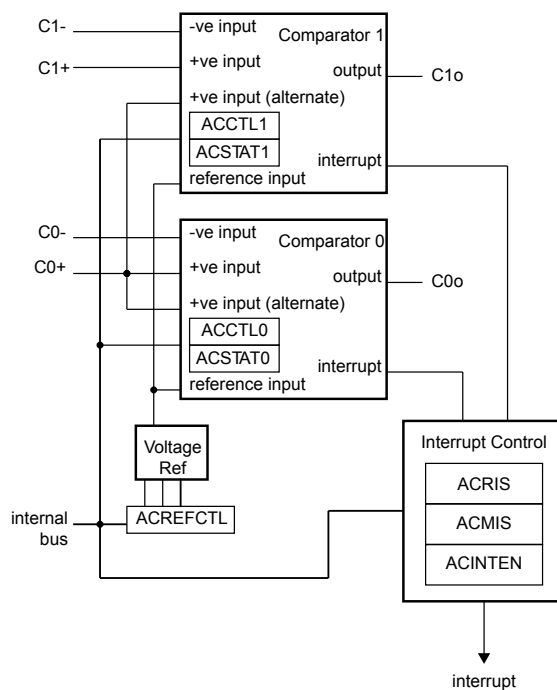 C1-
-ve input
Comparator 1
C1+
+ve input
output
C1o
+ve input (alternate)
ACCTL1
ACSTAT1
interrupt
reference input
C0-
-ve input
Comparator 0
C0+
+ve input
output
C0o
+ve input (alternate)
ACCTL0
ACSTAT0
interrupt
reference input
Voltage
Ref
Interrupt Control
ACRIS
ACMIS
ACINTEN
internal
bus
ACREFCTL
interrupt